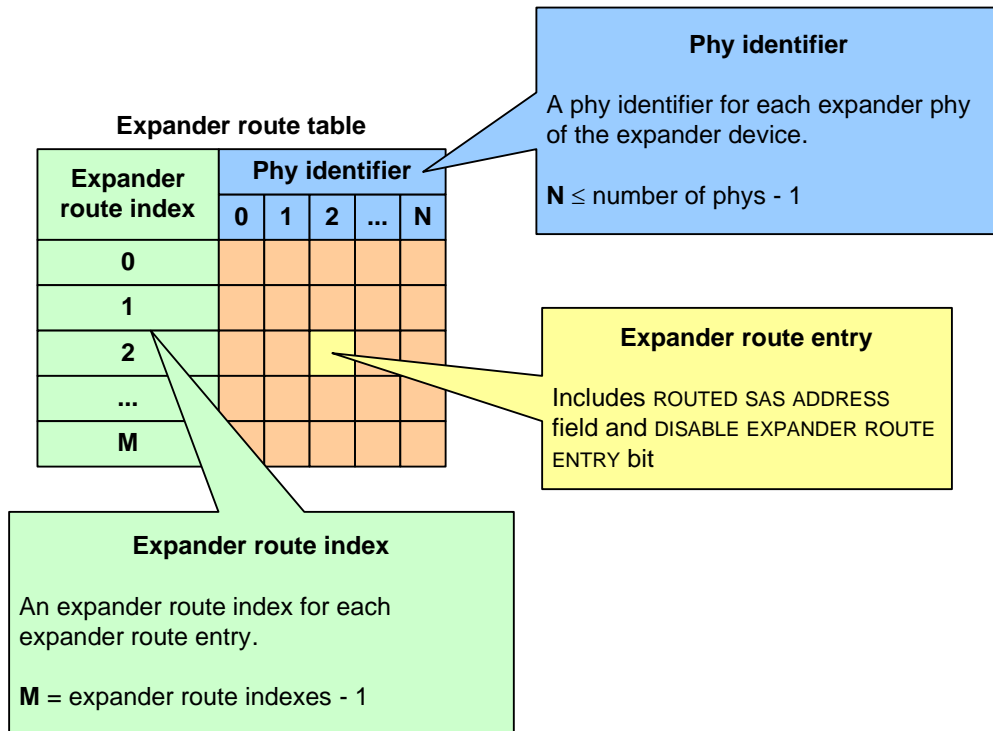 Phy identifier
A phy identifier for each expander phy
of the expander device.
N ≤ number of phys - 1
Expander route table
Expander
route index
Phy identifier
0 1 2 ... N
0
1
2
...
M
Expander route entry
Includes ROUTED SAS ADDRESS
field and DISABLE EXPANDER ROUTE
ENTRY bit
Expander route index
An expander route index for each
expander route entry.
M = expander route indexes - 1